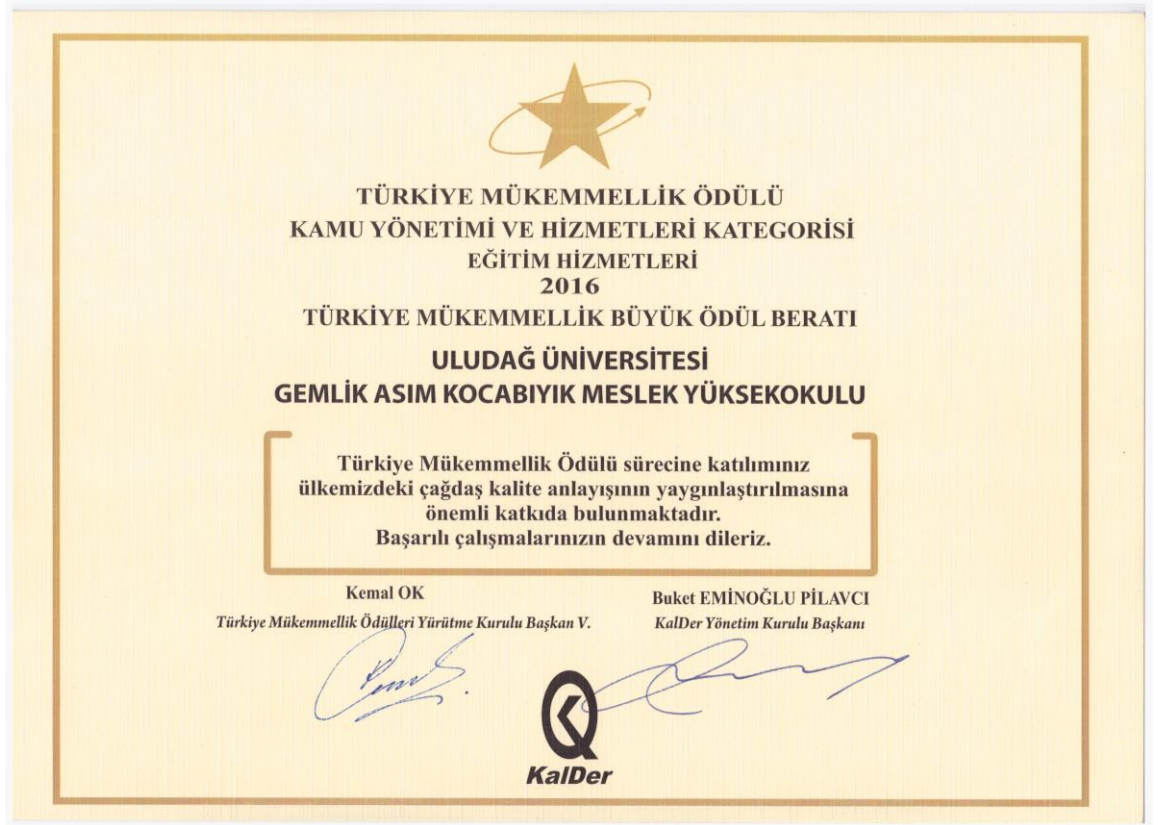 TÜRKİYE MÜKEMMELLİK ÖDÜLÜ
KAMU YÖNETİMİ VE HİZMETLERİ KATEGORİSİ
EĞİTİM HİZMETLERİ
2016
TÜRKİYE MÜKEMMELLİK BÜYÜK ÖDÜL BERATI
ULUDAĞ ÜNİVERSİTESİ
GEMLİK ASIM KOCABIYIK MESLEK YÜKSEKOKULU
Türkiye Mükemmellik Ödülü sürecine katılımınız
ülkemizdeki çağdaş kalite anlayışının yaygınlaştırılmasına
önemli katkıda bulunmaktadır.
Başarılı çalışmalarınızın devamını dileriz.
Kemal OK
Türkiye Mükemmellik Ödülleri Yürütme Kurulu Başkan V.
Buket EMİNOĞLU PİLAVCI
KalDer Yönetim Kurulu Başkanı
KalDer